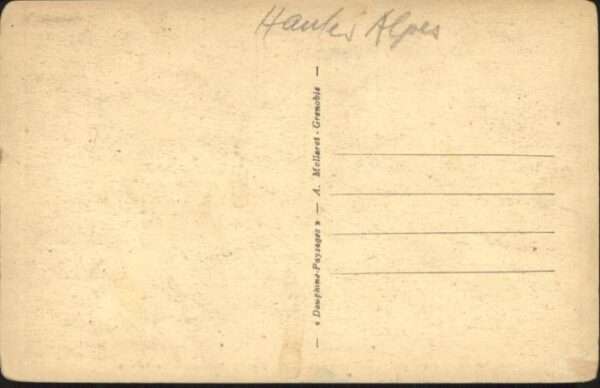 Hautes Alpes
— « Dauphiné-Paysages » — A. Mollaret - Grenoble —